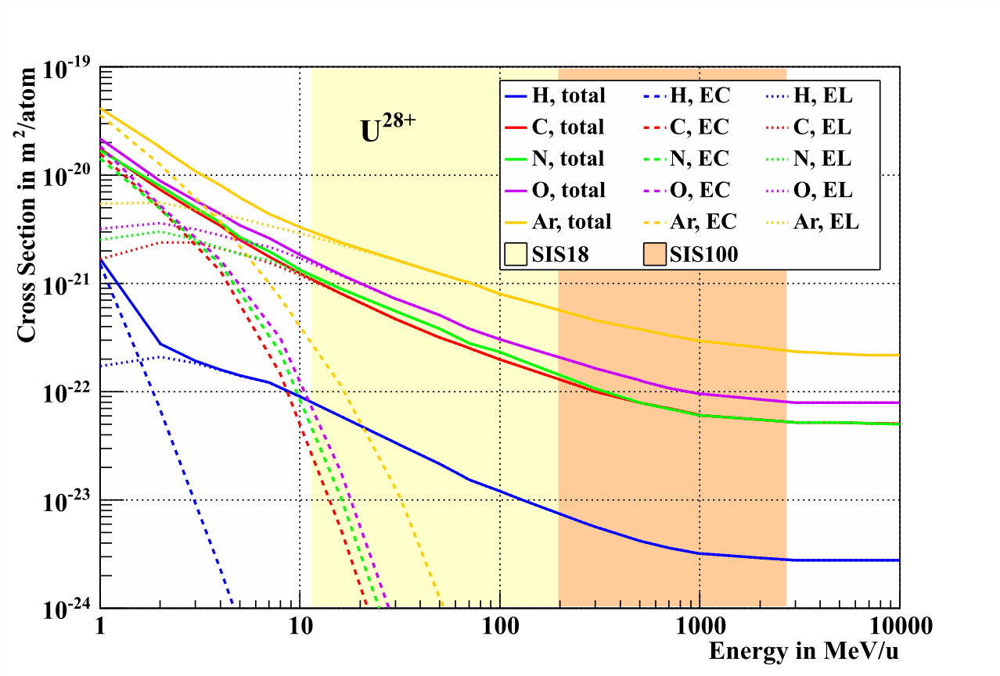 10-19
10-20
10-21
10-22
10-23
10-24
Cross Section in m2/atom
U28+
H, total H, EC H, EL
C, total C, EC C, EL
N, total N, EC N, EL
O, total O, EC O, EL
Ar, total Ar, EC Ar, EL
SIS18 SIS100
1 10 100 1000 10000
Energy in MeV/u